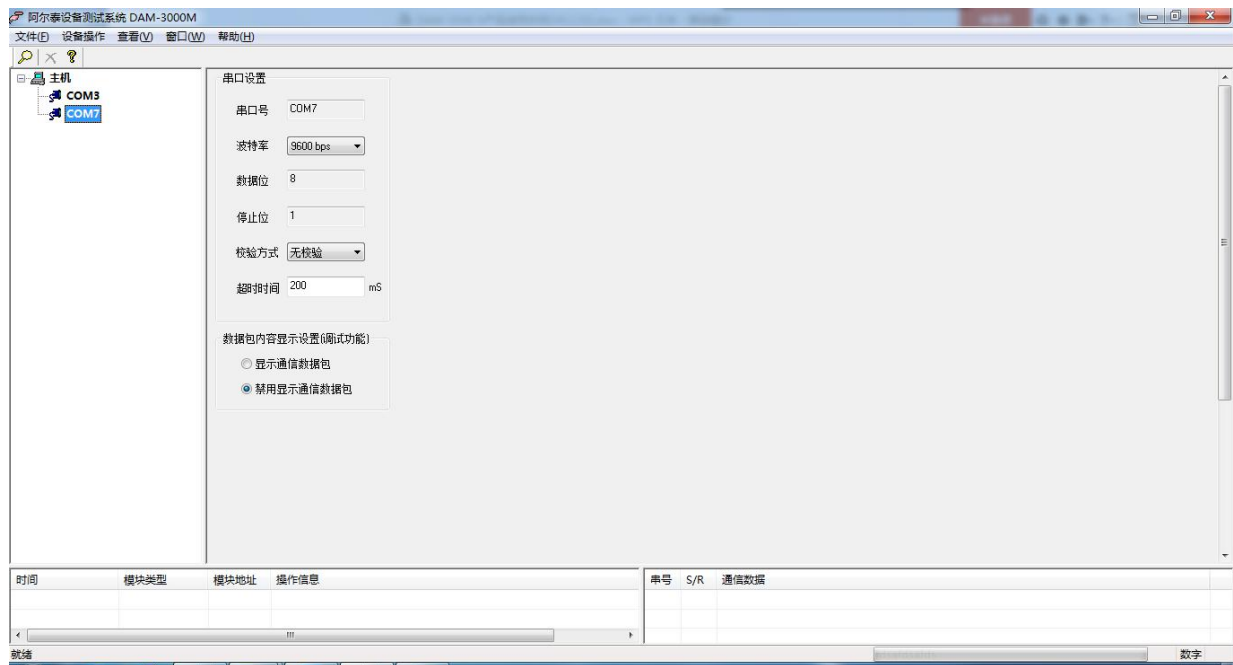 阿尔泰设备测试系统 DAM-3000M
文件(F) 设备操作 查看(V) 窗口(W) 帮助(H)
主机
COM3
COM7
串口设置
串口号 COM7
波特率 9600 bps
数据位 8
停止位 1
校验方式 无校验
超时时间 200 mS
数据包内容显示设置(调试功能)
显示通信数据包
禁用显示通信数据包
时间 模块类型 模块地址 操作信息
串号 S/R 通信数据
就绪
数字